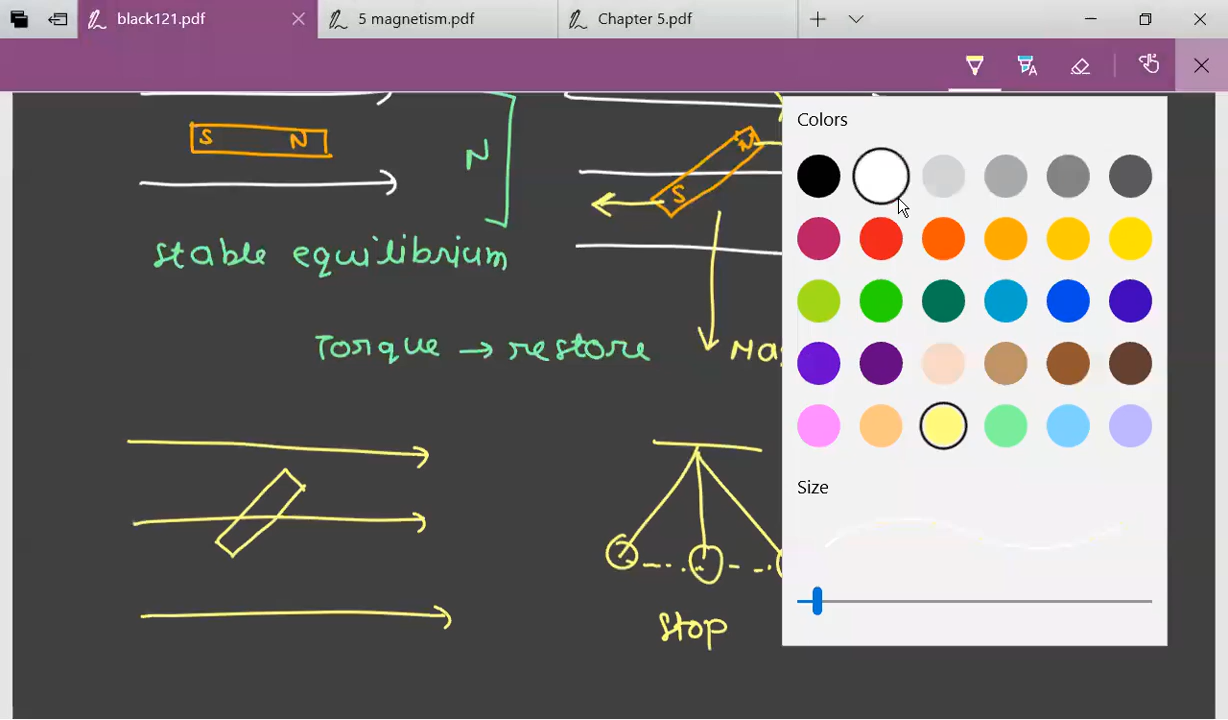 black121.pdf
5 magnetism.pdf
Chapter 5.pdf
Colors
S N
N
N
S
stable equilibrium
Torque → restore
Size
stop